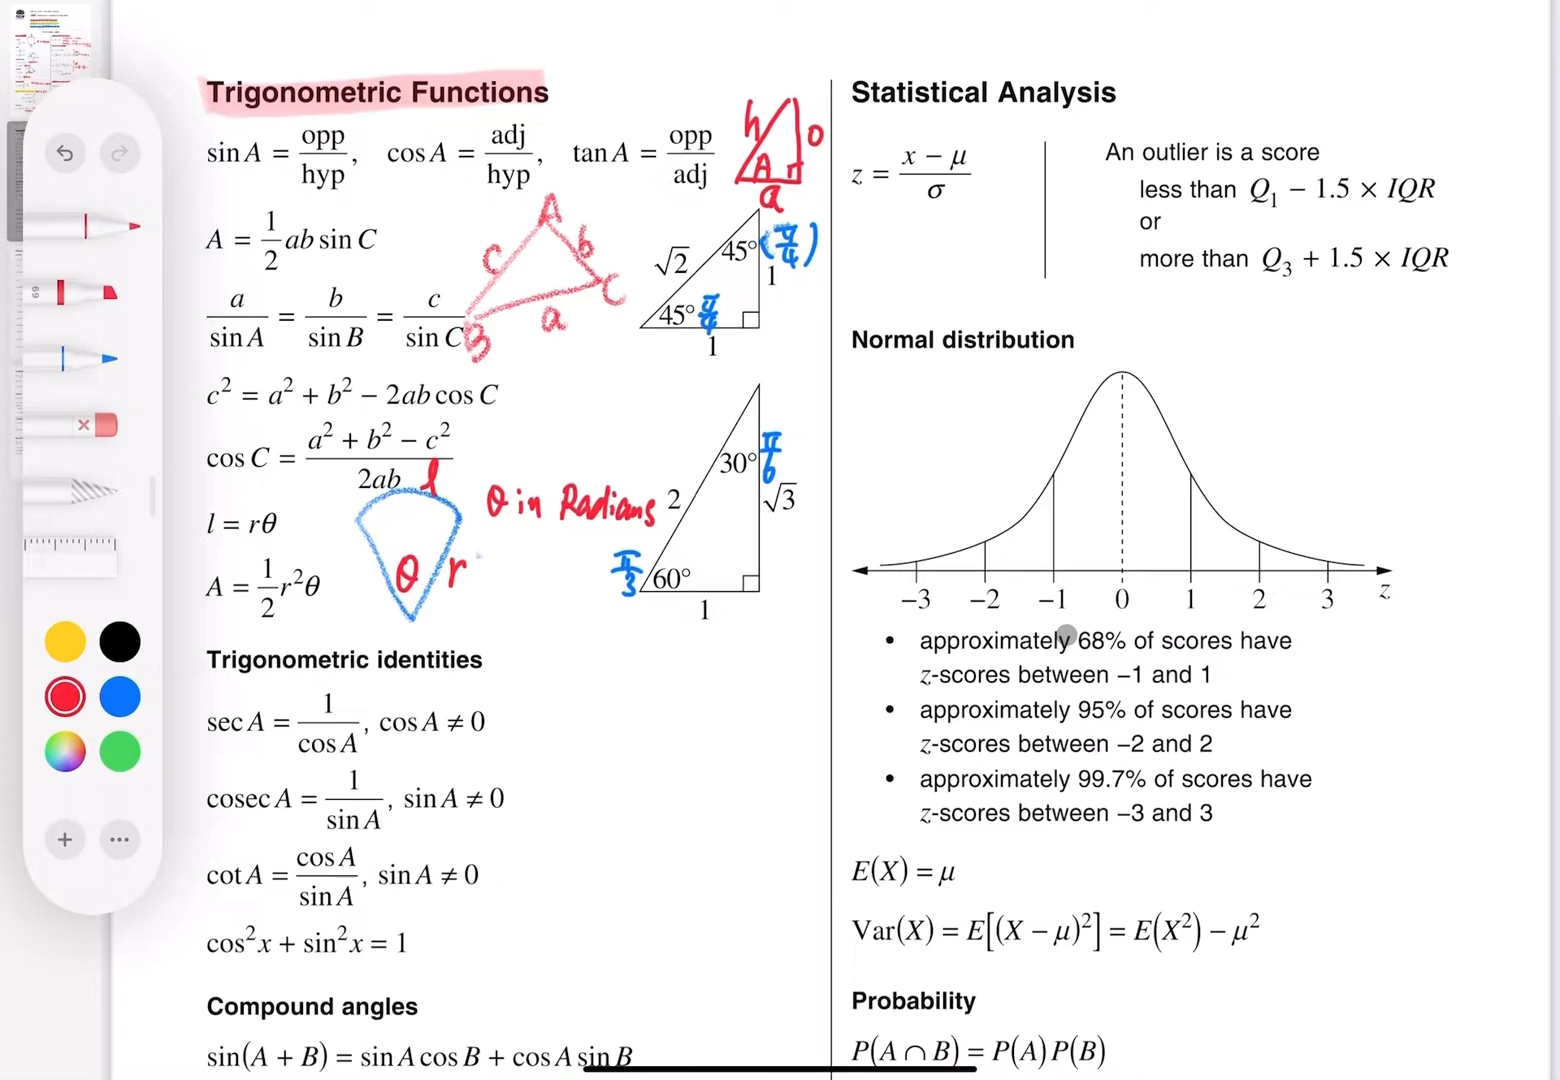 Trigonometric Functions
sin A = opp/hyp, cos A = adj/hyp, tan A = opp/adj
h o A a
A = 1/2 ab sin C
A c b B a C
√2 45° (π/4) 1
45° π/4
1
a/sin A = b/sin B = c/sin C
c² = a² + b² − 2ab cos C
cos C = (a² + b² − c²)/2ab
30° π/6
2 √3
π/3 60°
1
l = rθ
l
θ in Radians
θ r
A = 1/2 r²θ
Trigonometric identities
sec A = 1/cos A, cos A ≠ 0
cosec A = 1/sin A, sin A ≠ 0
cot A = cos A/sin A, sin A ≠ 0
cos²x + sin²x = 1
Compound angles
sin(A + B) = sin A cos B + cos A sin B
Statistical Analysis
z = (x − μ)/σ
An outlier is a score
less than Q₁ − 1.5 × IQR
or
more than Q₃ + 1.5 × IQR
Normal distribution
−3 −2 −1 0 1 2 3 z
• approximately 68% of scores have
z-scores between −1 and 1
• approximately 95% of scores have
z-scores between −2 and 2
• approximately 99.7% of scores have
z-scores between −3 and 3
E(X) = μ
Var(X) = E[(X − μ)²] = E(X²) − μ²
Probability
P(A ∩ B) = P(A)P(B)
69